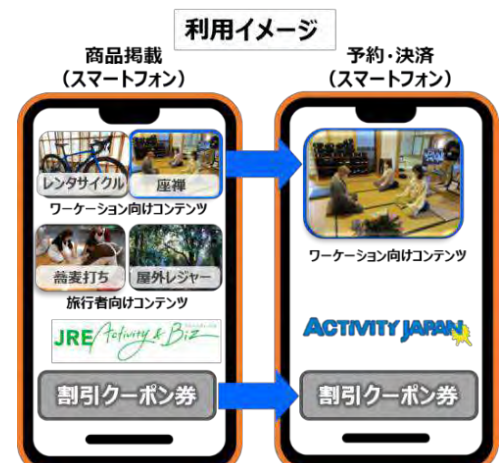 利用イメージ
商品掲載
（スマートフォン）
レンタサイクル
座禅
ワーケーション向けコンテンツ
蕎麦打ち
屋外レジャー
旅行者向けコンテンツ
JRE Activity & Biz
割引クーポン券
予約・決済
（スマートフォン）
ワーケーション向けコンテンツ
ACTIVITY JAPAN
割引クーポン券